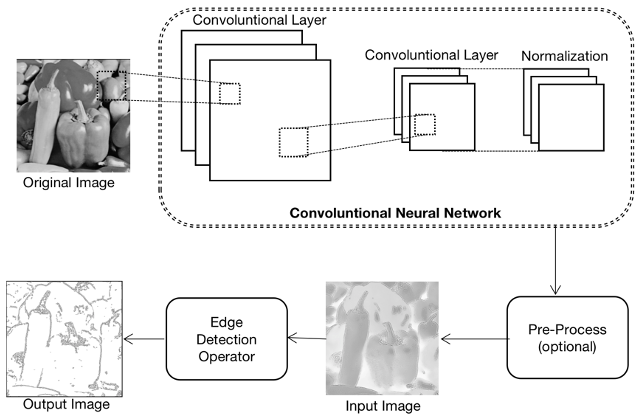 Convoluntional Layer
Convoluntional Layer
Normalization
Original Image
Convoluntional Neural Network
Pre-Process
(optional)
Edge
Detection
Operator
Output Image
Input Image